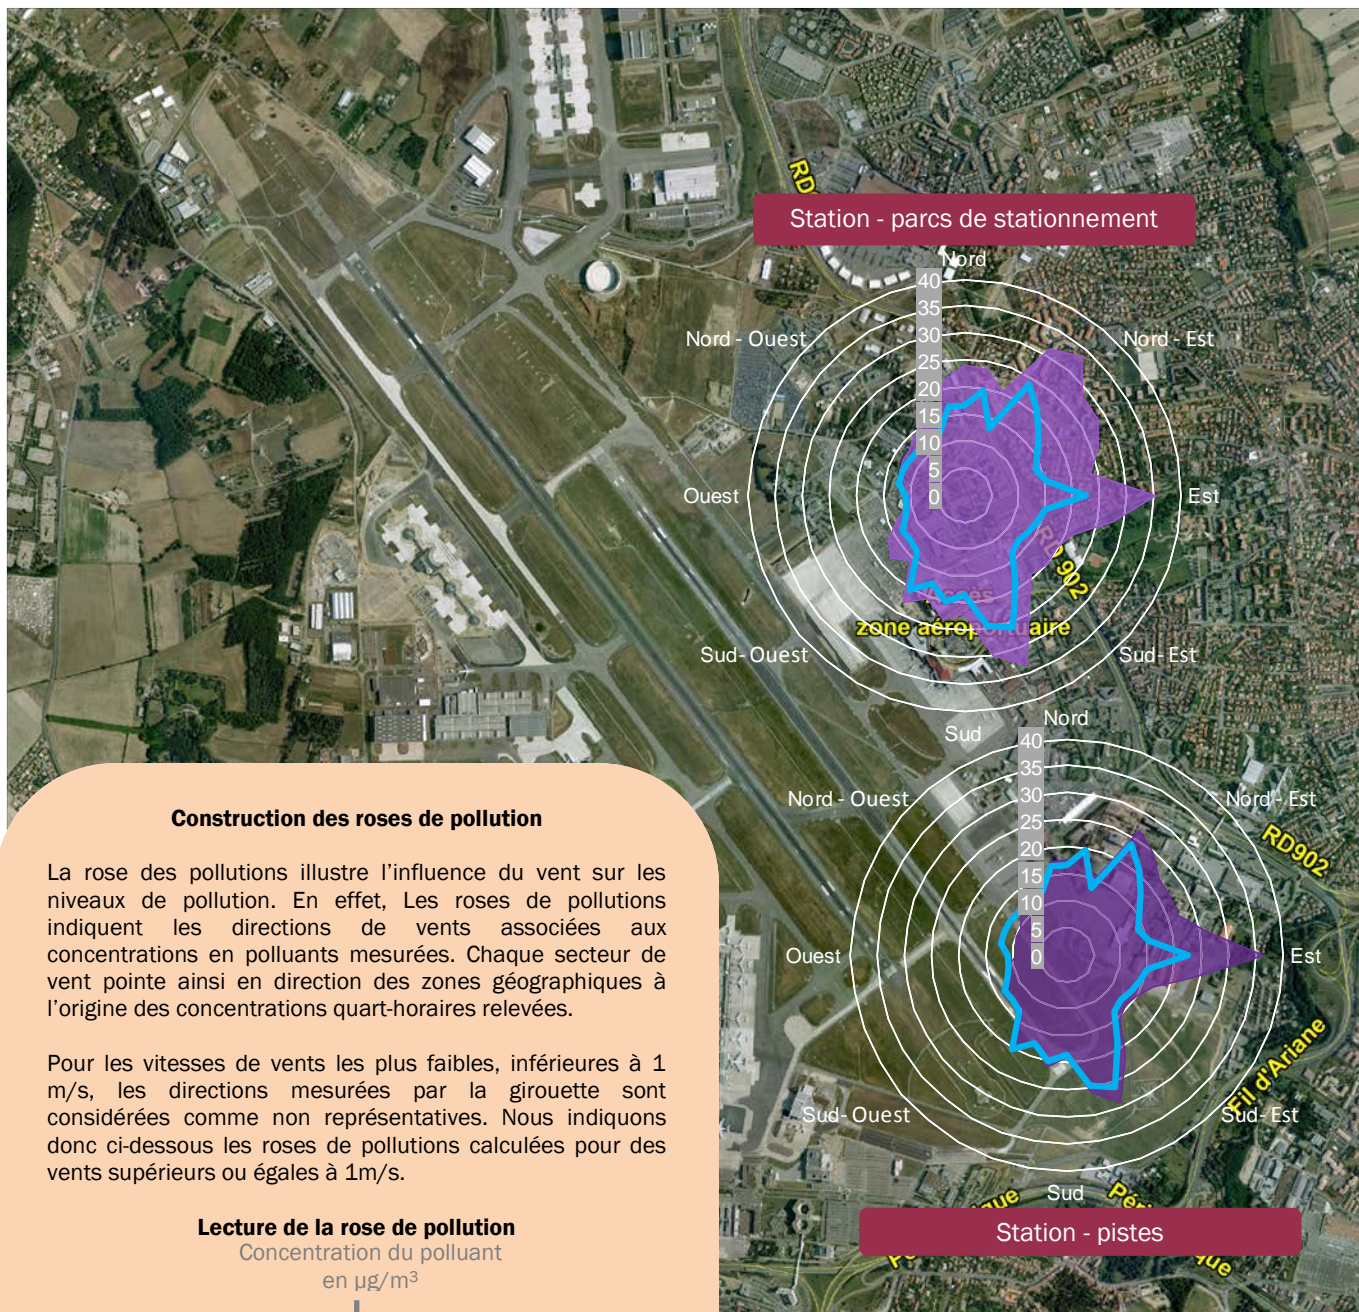 RD
Station - parcs de stationnement
Nord
40
35
30
25
20
15
10
5
0
Nord - Ouest
Nord - Est
Ouest
Est
RD902
Accès
zone aéroportuaire
Sud- Ouest
Sud- Est
Sud
Nord
40
35
30
25
20
15
10
5
0
Nord - Ouest
Nord - Est
RD902
Ouest
Est
Fil d'Ariane
Sud- Ouest
Sud- Est
Sud
Station - pistes
Construction des roses de pollution
La rose des pollutions illustre l’influence du vent sur les
niveaux de pollution. En effet, Les roses de pollutions
indiquent les directions de vents associées aux
concentrations en polluants mesurées. Chaque secteur de
vent pointe ainsi en direction des zones géographiques à
l’origine des concentrations quart-horaires relevées.
Pour les vitesses de vents les plus faibles, inférieures à 1
m/s, les directions mesurées par la girouette sont
considérées comme non représentatives. Nous indiquons
donc ci-dessous les roses de pollutions calculées pour des
vents supérieurs ou égales à 1m/s.
Lecture de la rose de pollution
Concentration du polluant
en µg/m³